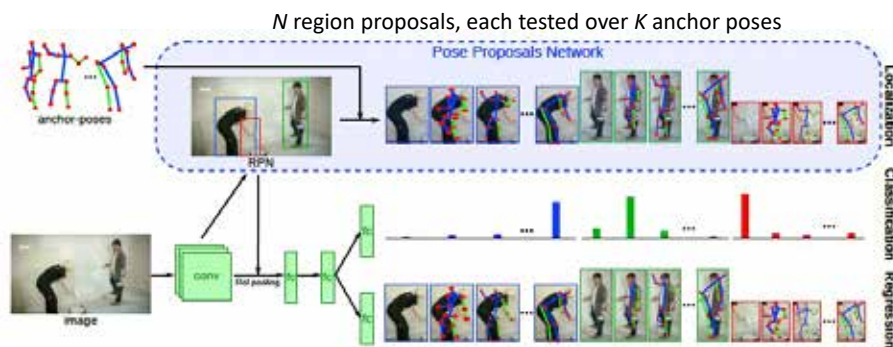 N region proposals, each tested over K anchor poses
Pose Proposals Network
...
anchor-poses
RPN
...
...
...
Localization
fc
...
...
...
Classification
conv
RoI pooling
fc
fc
image
fc
...
...
...
Regression